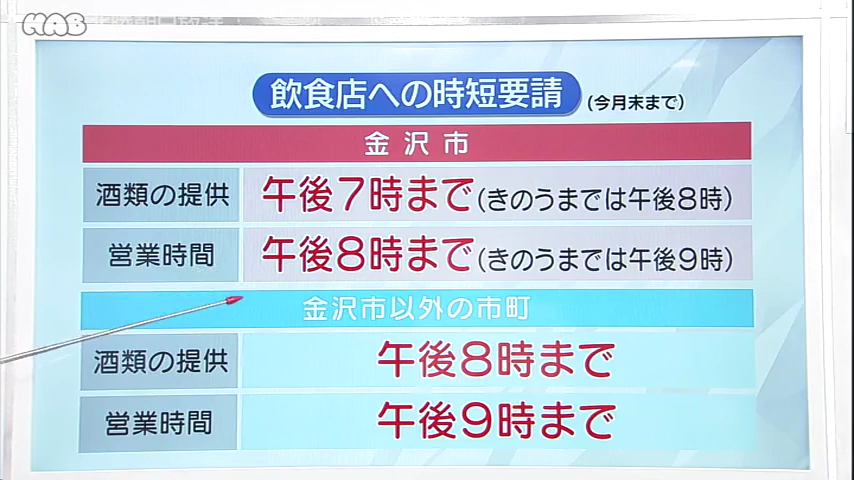 HAB
飲食店への時短要請 (今月末まで)
金沢市
酒類の提供 午後7時まで(きのうまでは午後8時)
営業時間 午後8時まで(きのうまでは午後9時)
金沢市以外の市町
酒類の提供 午後8時まで
営業時間 午後9時まで